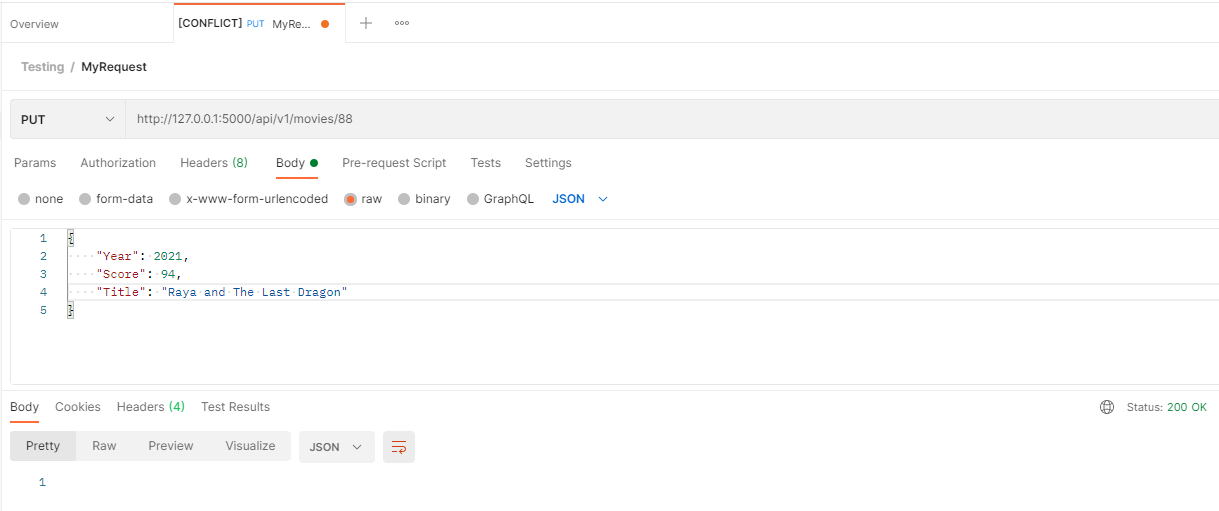 Overview [CONFLICT] PUT MyRe...
Testing / MyRequest
PUT http://127.0.0.1:5000/api/v1/movies/88
Params Authorization Headers (8) Body Pre-request Script Tests Settings
none form-data x-www-form-urlencoded raw binary GraphQL JSON
1 {
2 "Year": 2021,
3 "Score": 94,
4 "Title": "Raya and The Last Dragon"
5 }
Body Cookies Headers (4) Test Results Status: 200 OK
Pretty Raw Preview Visualize JSON
1